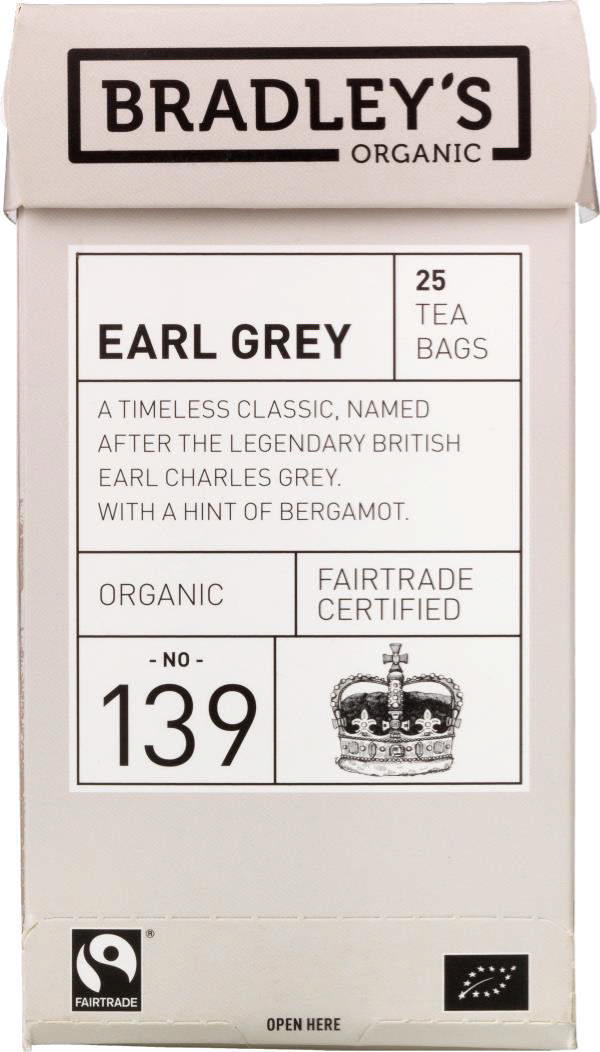 BRADLEY'S
ORGANIC
EARL GREY
25
TEA
BAGS
A TIMELESS CLASSIC, NAMED
AFTER THE LEGENDARY BRITISH
EARL CHARLES GREY.
WITH A HINT OF BERGAMOT.
ORGANIC
FAIRTRADE
CERTIFIED
- NO -
139
®
FAIRTRADE
OPEN HERE